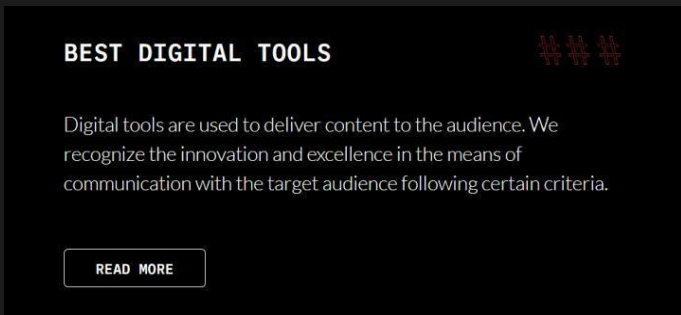 BEST DIGITAL TOOLS
###
Digital tools are used to deliver content to the audience. We
recognize the innovation and excellence in the means of
communication with the target audience following certain criteria.
READ MORE